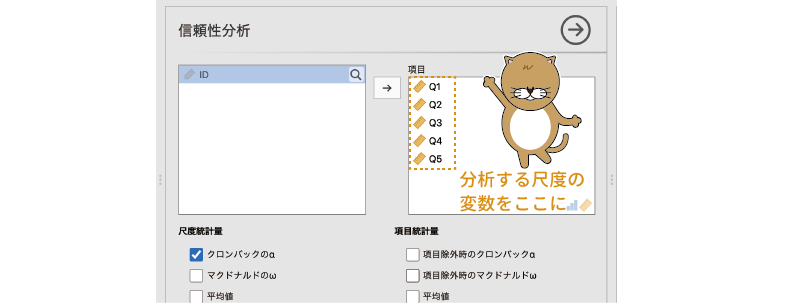 信頼性分析
ID
項目
Q1
Q2
Q3
Q4
Q5
分析する尺度の
変数をここに
尺度統計量
項目統計量
クロンバックのα
項目除外時のクロンバックα
マクドナルドのω
項目除外時のマクドナルドω
平均値
平均値